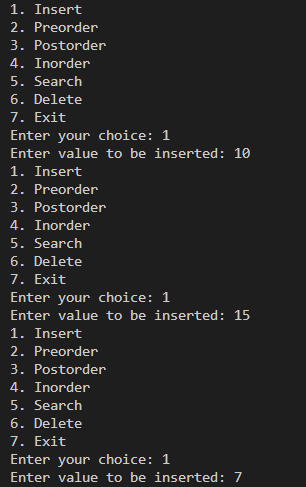 1. Insert
2. Preorder
3. Postorder
4. Inorder
5. Search
6. Delete
7. Exit
Enter your choice: 1
Enter value to be inserted: 10
1. Insert
2. Preorder
3. Postorder
4. Inorder
5. Search
6. Delete
7. Exit
Enter your choice: 1
Enter value to be inserted: 15
1. Insert
2. Preorder
3. Postorder
4. Inorder
5. Search
6. Delete
7. Exit
Enter your choice: 1
Enter value to be inserted: 7